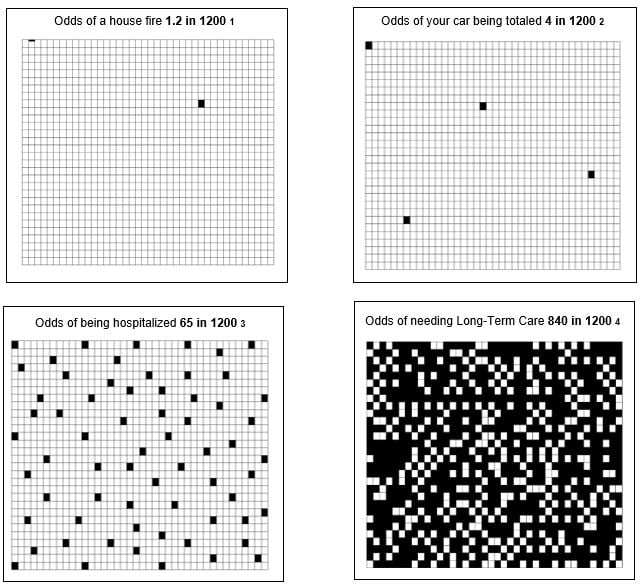 Odds of a house fire 1.2 in 1200 1
Odds of your car being totaled 4 in 1200 2
Odds of being hospitalized 65 in 1200 3
Odds of needing Long-Term Care 840 in 1200 4